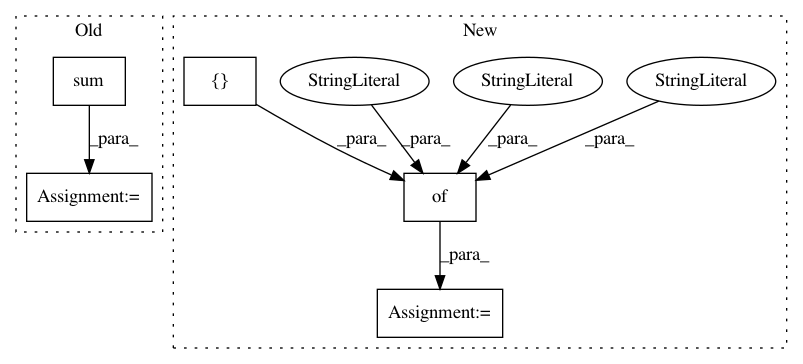 Old
New
sum
{}
StringLiteral
StringLiteral
StringLiteral
_para_
_para_
_para_
_para_
_para_
Assignment:=
of
_para_
Assignment:=